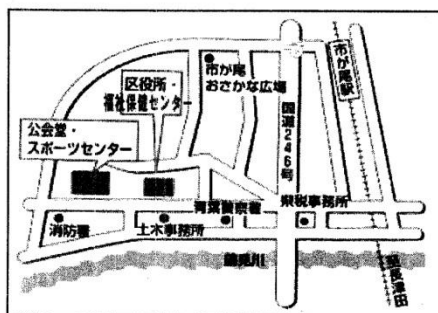 市が尾
おさかな広場
区役所・
福祉保健センター
公会堂・
スポーツセンター
国道246号
市が尾駅
青葉警察署
県税事務所
消防署
土木事務所
鶴見川
至長津田